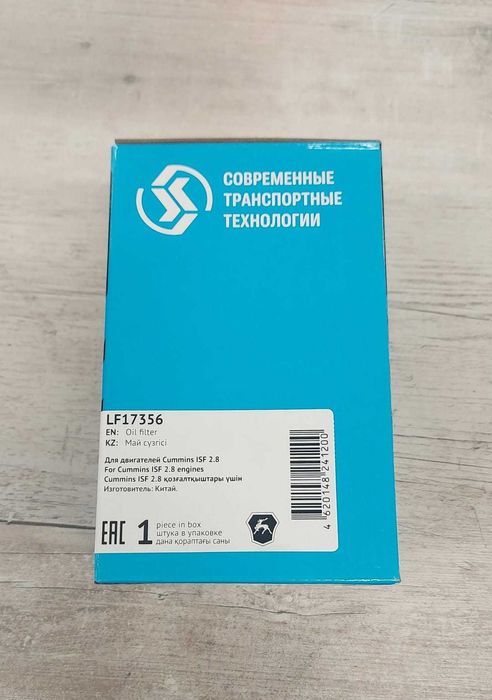 СОВРЕМЕННЫЕ
ТРАНСПОРТНЫЕ
ТЕХНОЛОГИИ
LF17356
EN: Oil filter
KZ: Май сүзгісі
Для двигателей Cummins ISF 2.8
For Cummins ISF 2.8 engines
Cummins ISF 2.8 қозғалтқыштары үшін
Изготовитель: Китай.
EAC
1
piece in box
штука в упаковке
дана қораптағы саны
4 620148 241200